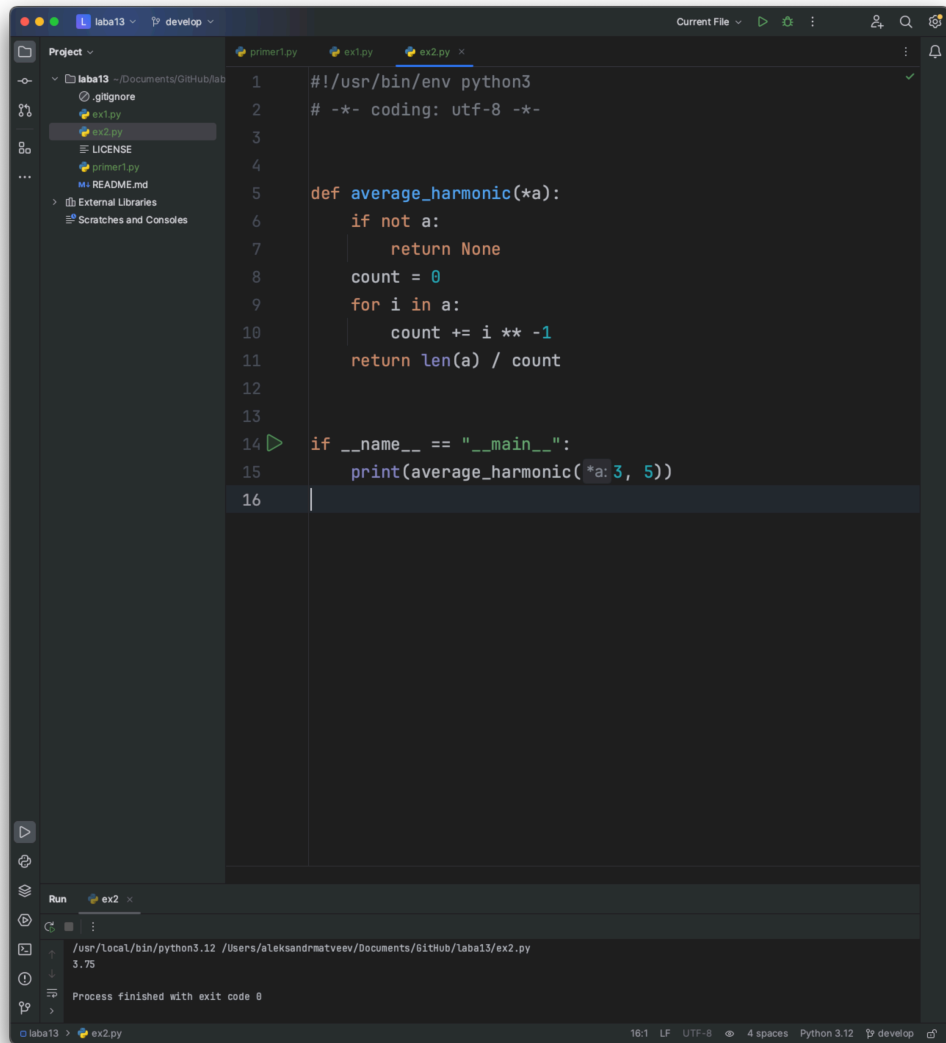 L laba13 develop Current File
Project
primer1.py ex1.py ex2.py
laba13 ~/Documents/GitHub/lab
.gitignore
ex1.py
ex2.py
LICENSE
primer1.py
M↓ README.md
External Libraries
Scratches and Consoles
1 #!/usr/bin/env python3
2 # -*- coding: utf-8 -*-
3
4
5 def average_harmonic(*a):
6     if not a:
7         return None
8     count = 0
9     for i in a:
10         count += i ** -1
11     return len(a) / count
12
13
14 if __name__ == "__main__":
15     print(average_harmonic(*a: 3, 5))
16
Run ex2
/usr/local/bin/python3.12 /Users/aleksandrmatveev/Documents/GitHub/laba13/ex2.py
3.75
Process finished with exit code 0
laba13 > ex2.py 16:1 LF UTF-8 4 spaces Python 3.12 develop